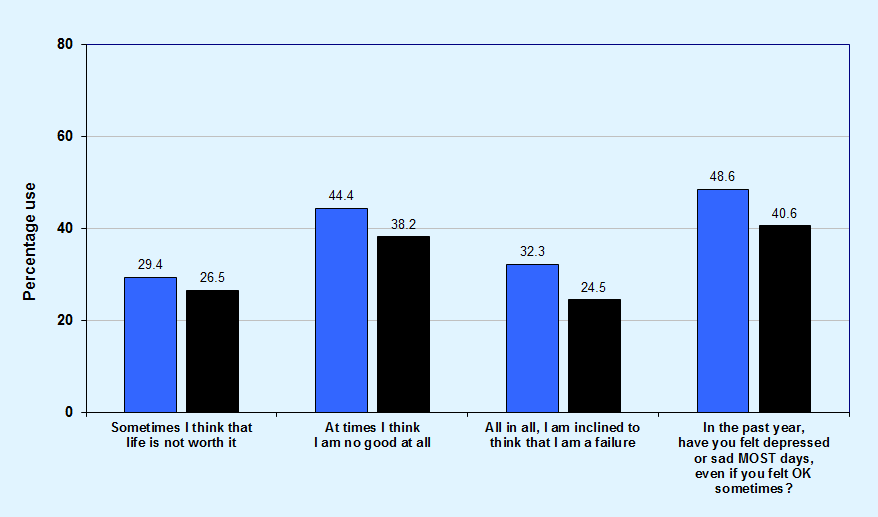 80
60
40
20
0
Percentage use
29.4
26.5
44.4
38.2
32.3
24.5
48.6
40.6
Sometimes I think that
life is not worth it
At times I think
I am no good at all
All in all, I am inclined to
think that I am a failure
In the past year,
have you felt depressed
or sad MOST days,
even if you felt OK
sometimes?